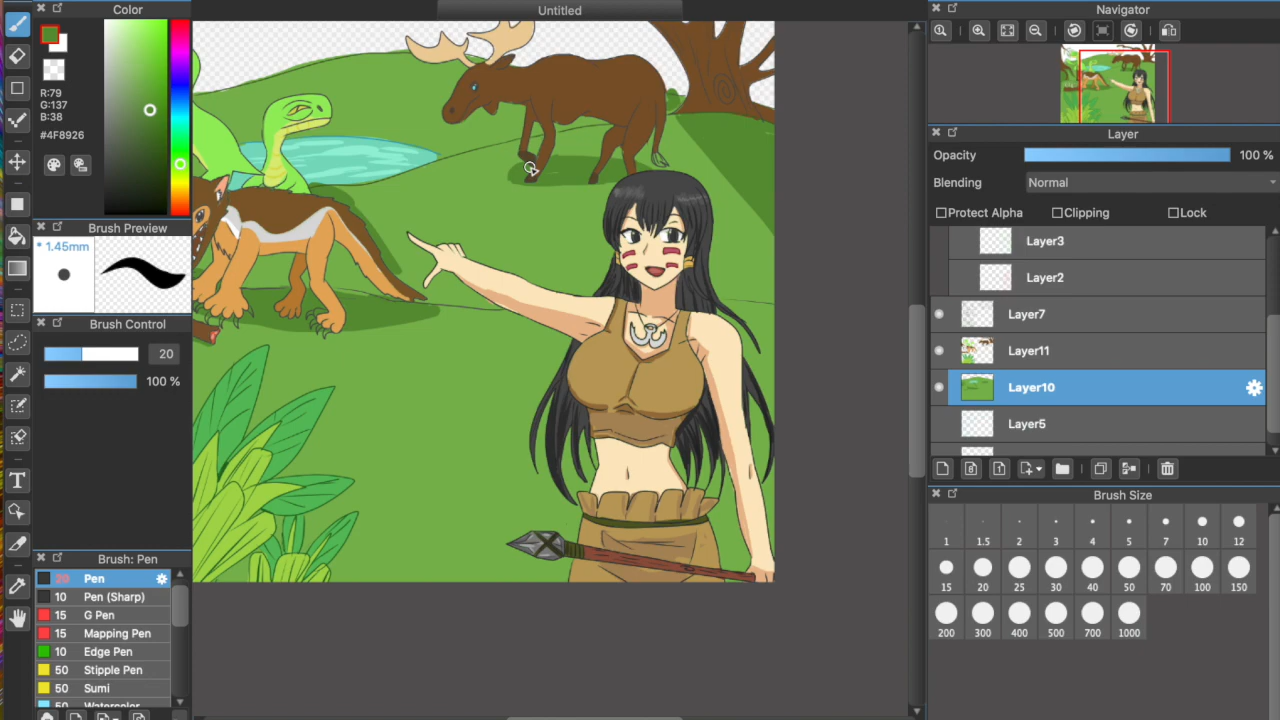 Color
R:79
G:137
B:38
#4F8926
Brush Preview
* 1.45mm
Brush Control
20
100 %
Brush: Pen
20 Pen
10 Pen (Sharp)
15 G Pen
15 Mapping Pen
10 Edge Pen
50 Stipple Pen
50 Sumi
Watercolor
Untitled
Navigator
Layer
Opacity 100 %
Blending Normal
Protect Alpha Clipping Lock
Layer3
Layer2
Layer7
Layer11
Layer10
Layer5
Brush Size
1 1.5 2 3 4 5 7 10 12
15 20 25 30 40 50 70 100 150
200 300 400 500 700 1000